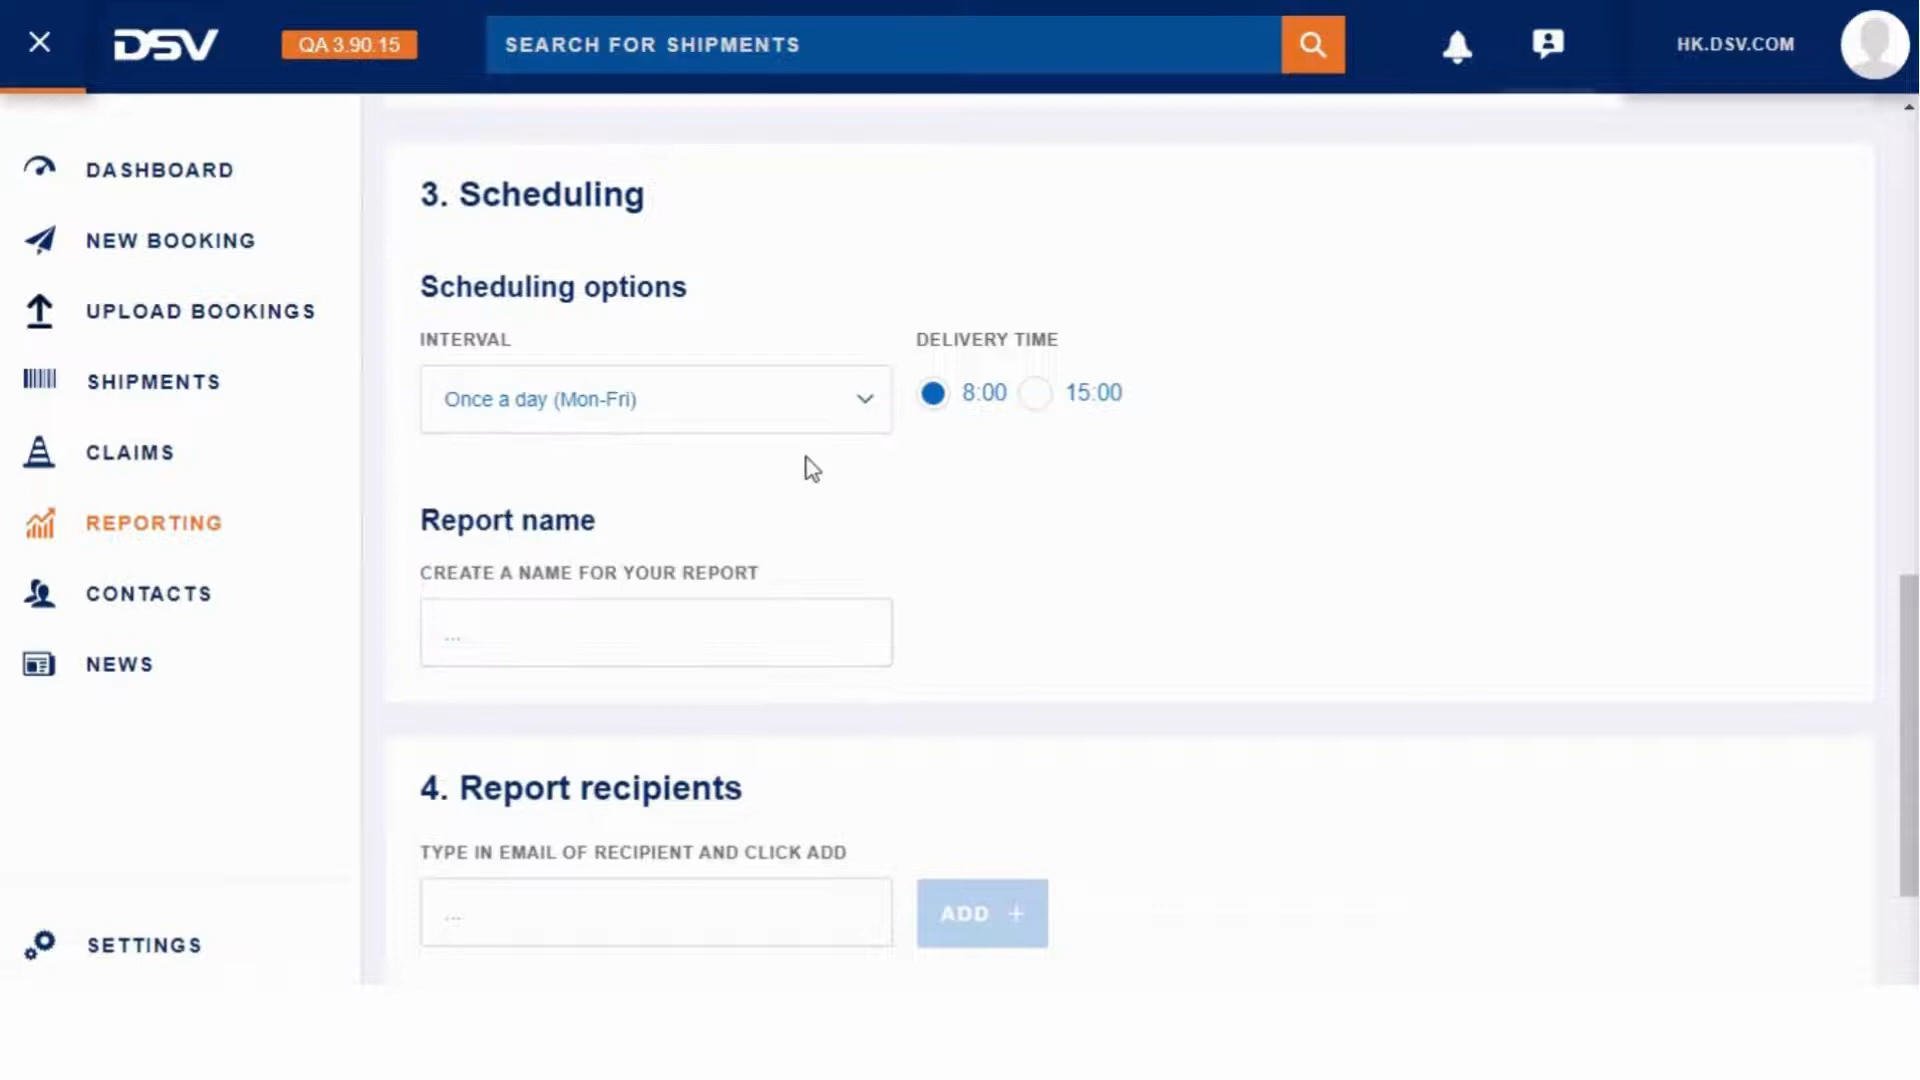 DSV
QA 3.90.15
SEARCH FOR SHIPMENTS
HK.DSV.COM
DASHBOARD
NEW BOOKING
UPLOAD BOOKINGS
SHIPMENTS
CLAIMS
REPORTING
CONTACTS
NEWS
SETTINGS
3. Scheduling
Scheduling options
INTERVAL
DELIVERY TIME
Once a day (Mon-Fri)
8:00
15:00
Report name
CREATE A NAME FOR YOUR REPORT
...
4. Report recipients
TYPE IN EMAIL OF RECIPIENT AND CLICK ADD
...
ADD +